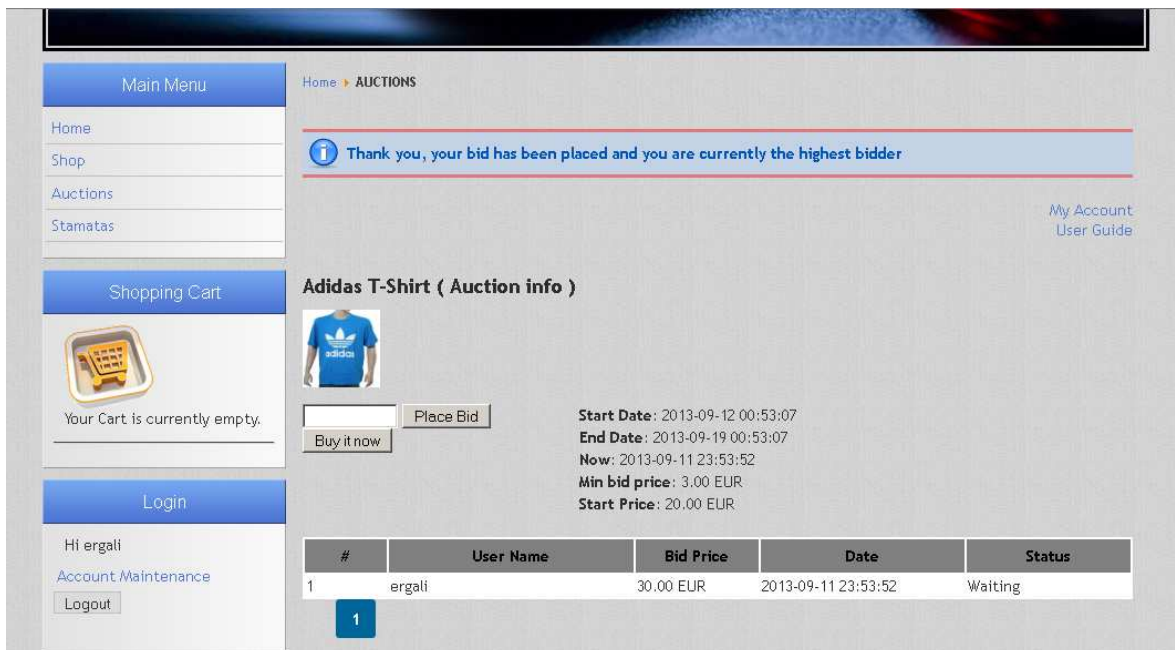 Main Menu
Home
Shop
Auctions
Stamatas
Shopping Cart
Your Cart is currently empty.
Login
Hi ergali
Account Maintenance
Logout
Home AUCTIONS
Thank you, your bid has been placed and you are currently the highest bidder
My Account
User Guide
Adidas T-Shirt ( Auction info )
adidas
Place Bid
Buy it now
Start Date: 2013-09-12 00:53:07
End Date: 2013-09-19 00:53:07
Now: 2013-09-11 23:53:52
Min bid price: 3.00 EUR
Start Price: 20.00 EUR
# User Name Bid Price Date Status
1 ergali 30.00 EUR 2013-09-11 23:53:52 Waiting
1